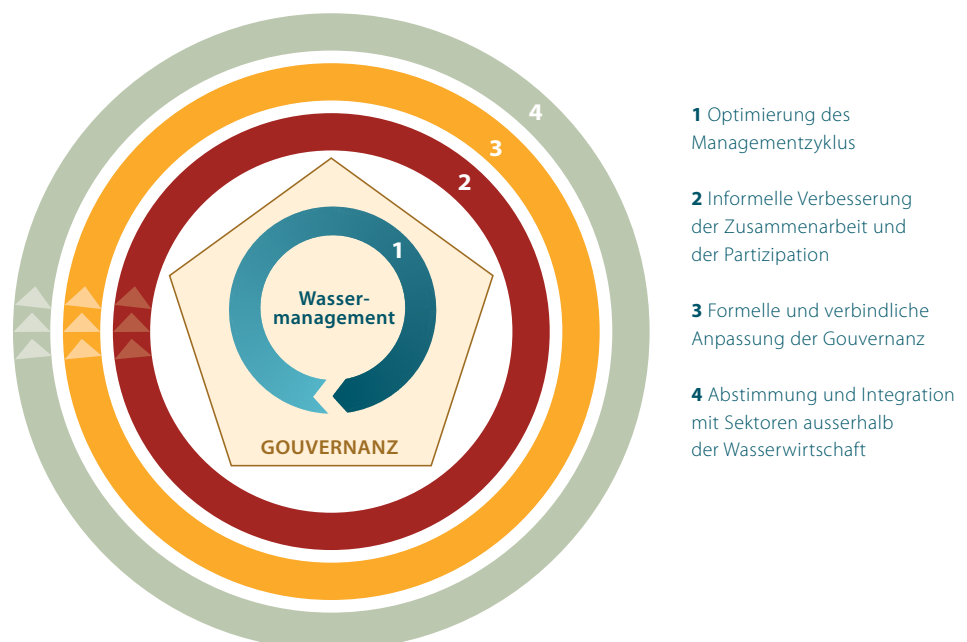 4
3
2
1
Wasser-
management
GOUVERNANZ
1 Optimierung des
Managementzyklus
2 Informelle Verbesserung
der Zusammenarbeit und
der Partizipation
3 Formelle und verbindliche
Anpassung der Gouvernanz
4 Abstimmung und Integration
mit Sektoren ausserhalb
der Wasserwirtschaft